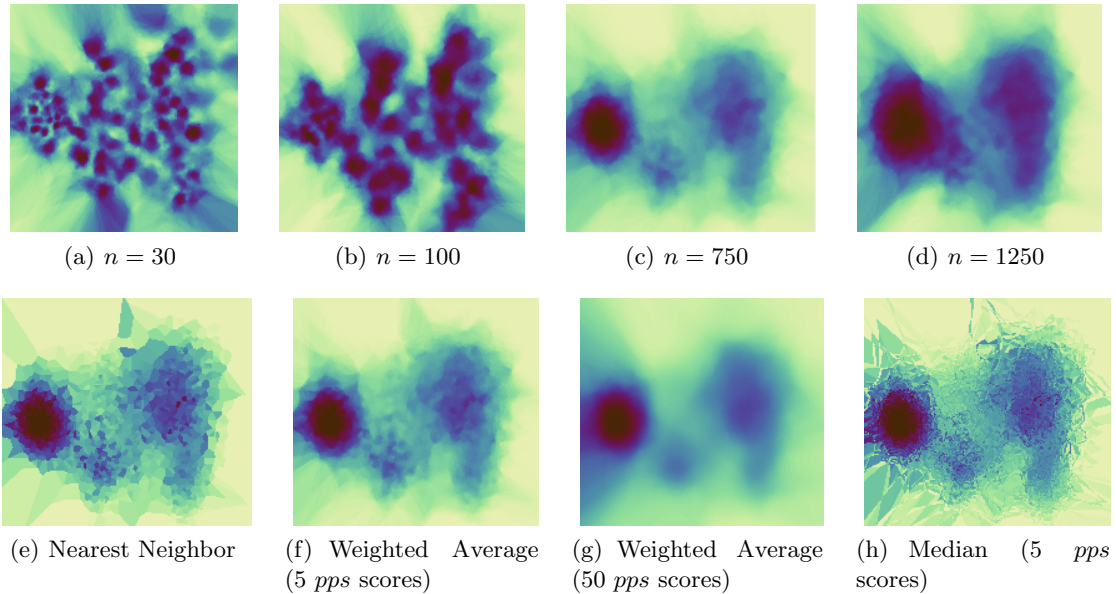 (a) n = 30
(b) n = 100
(c) n = 750
(d) n = 1250
(e) Nearest Neighbor
(f) Weighted Average
(5 pps scores)
(g) Weighted Average
(50 pps scores)
(h) Median (5 pps
scores)